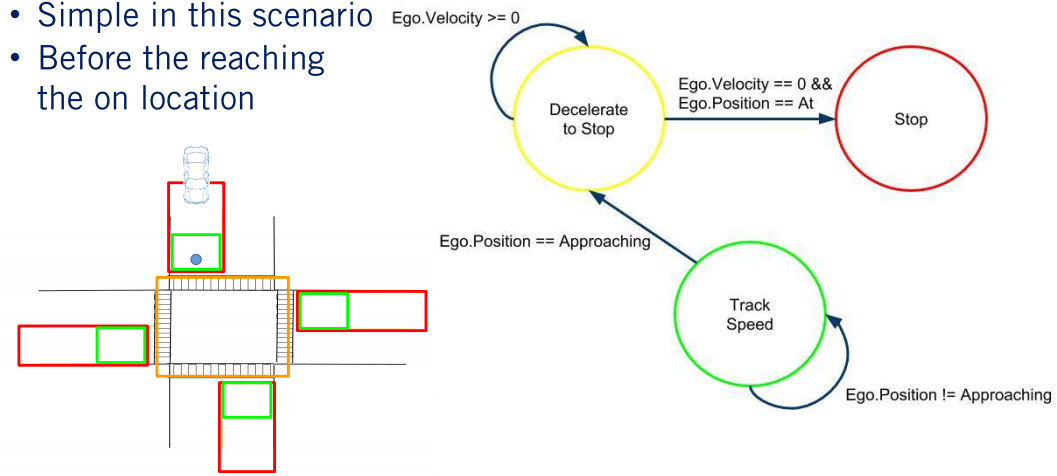 • Simple in this scenario
• Before the reaching
the on location
Ego.Velocity >= 0
Decelerate
to Stop
Ego.Velocity == 0 &&
Ego.Position == At
Stop
Ego.Position == Approaching
Track
Speed
Ego.Position != Approaching